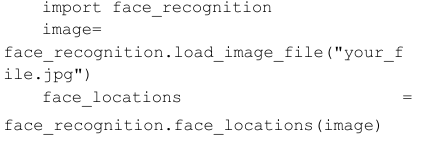 import face_recognition
image=
face_recognition.load_image_file("your_f
ile.jpg")
face_locations =
face_recognition.face_locations(image)